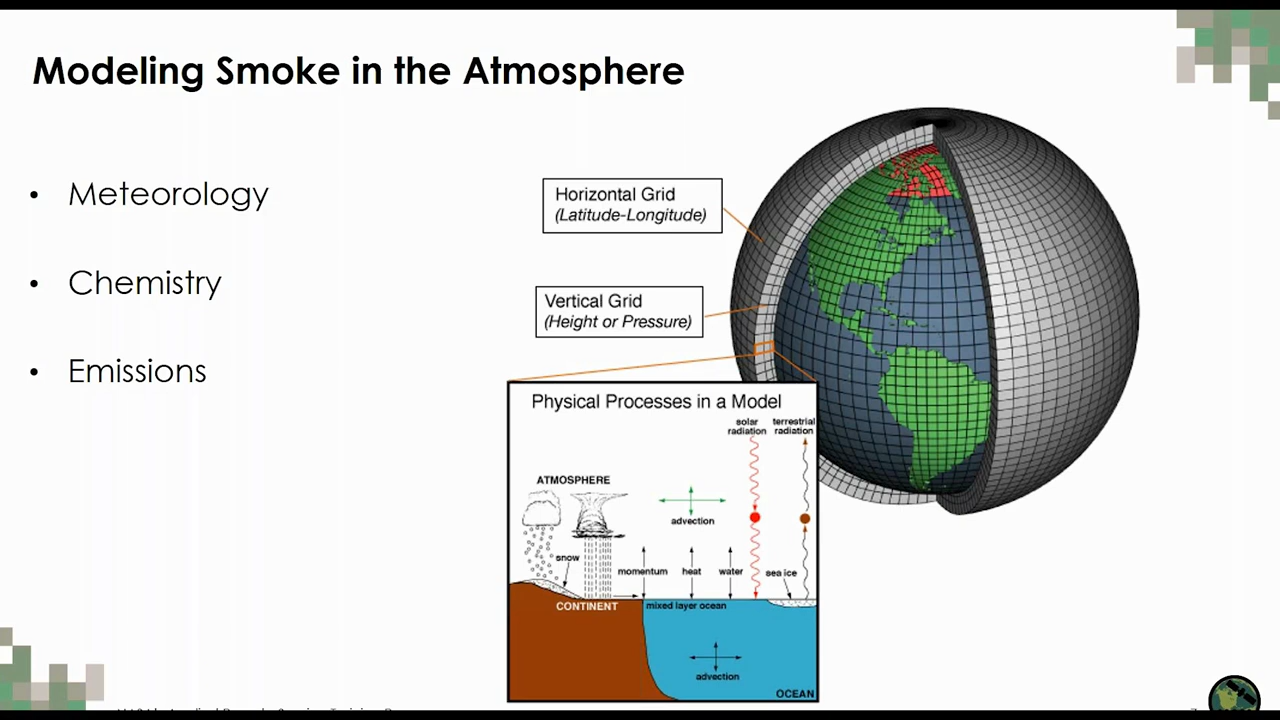 Modeling Smoke in the Atmosphere
• Meteorology
• Chemistry
• Emissions
Horizontal Grid
(Latitude-Longitude)
Vertical Grid
(Height or Pressure)
Physical Processes in a Model
solar
radiation
terrestrial
radiation
ATMOSPHERE
advection
snow
momentum heat water sea ice
CONTINENT
mixed layer ocean
advection
OCEAN